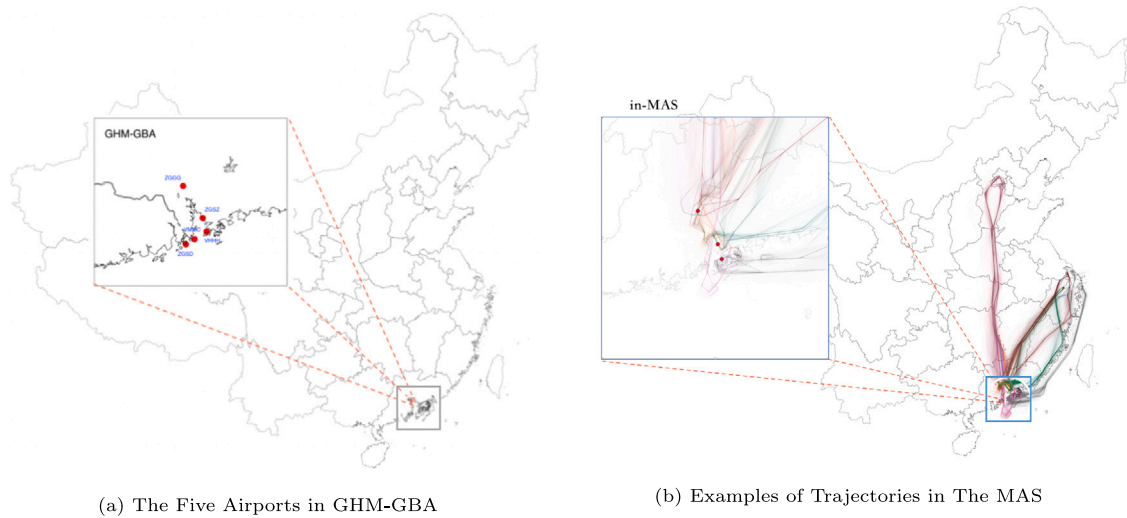 GHM-GBA
ZGGG
ZGSZ
VHHH
ZGSD
in-MAS
(a) The Five Airports in GHM-GBA
(b) Examples of Trajectories in The MAS